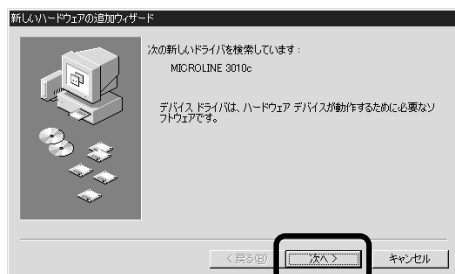 新しいハードウェアの追加ウィザード
次の新しいドライバを検索しています :
MICROLINE 3010c
デバイス ドライバは、ハードウェア デバイスが動作するために必要なソ
フトウェアです。
< 戻る(B) 次へ > キャンセル